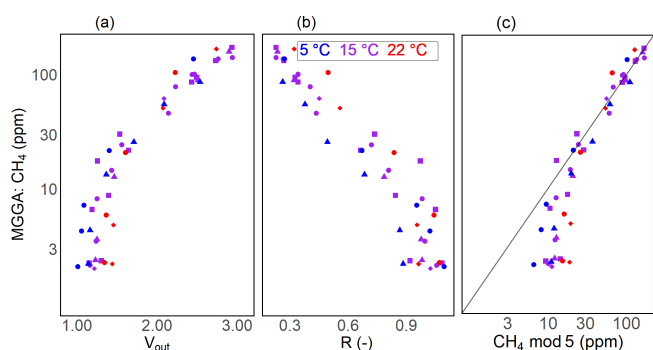 (a) (b) (c)
5 °C 15 °C 22 °C
MGGA: CH₄ (ppm)
100
30
10
3
1.00 2.00 3.00 0.3 0.6 0.9 3 10 30 100
Vout R (-) CH₄ mod 5 (ppm)